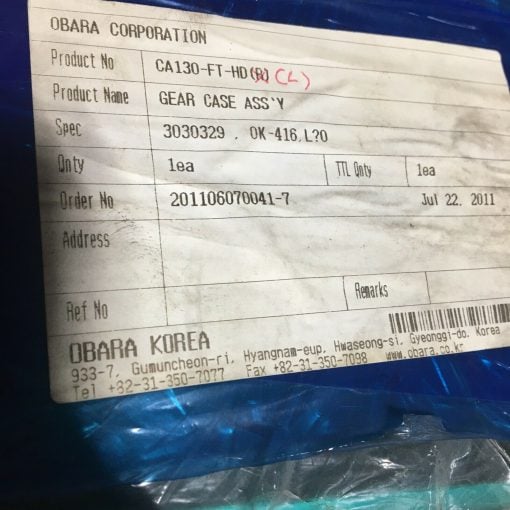 OBARA CORPORATION
Product No CA130-FT-HD(R) (L)
Product Name GEAR CASE ASS'Y
Spec 3030329 . OK-416,L?0
Qnty 1ea TTL Qnty 1ea
Order No 201106070041-7 Jul 22, 2011
Address
Ref No Remarks
OBARA KOREA
933-7, Gumuncheon-ri, Hyangnam-eup, Hwaseong-si, Gyeonggi-do, Korea
Tel +82-31-350-7077 Fax +82-31-350-7098 www.obara.co.kr